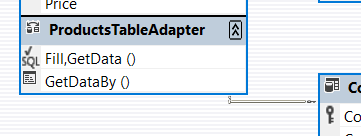 Price
ProductsTableAdapter
SQL
Fill,GetData ()
GetDataBy ()
Co
Co